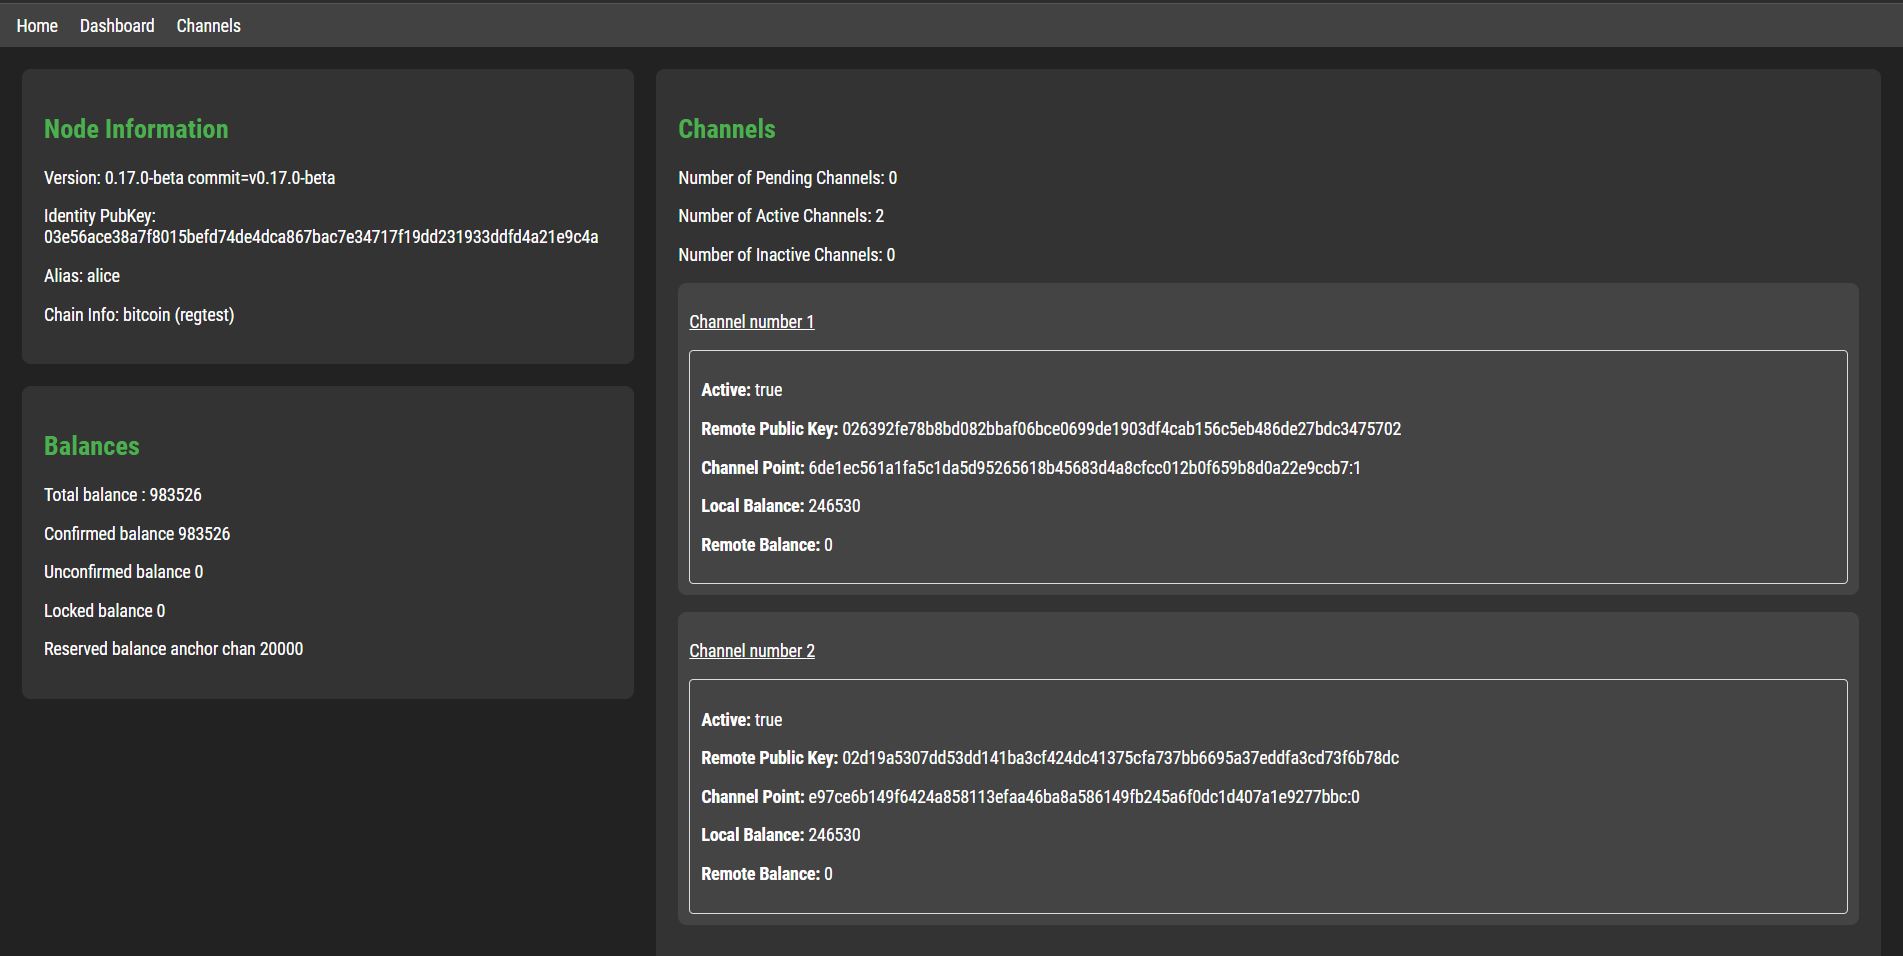 Home Dashboard Channels
Node Information
Version: 0.17.0-beta commit=v0.17.0-beta
Identity PubKey:
03e56ace38a7f8015befd74de4dca867bac7e34717f19dd231933ddfd4a21e9c4a
Alias: alice
Chain Info: bitcoin (regtest)
Balances
Total balance : 983526
Confirmed balance 983526
Unconfirmed balance 0
Locked balance 0
Reserved balance anchor chan 20000
Channels
Number of Pending Channels: 0
Number of Active Channels: 2
Number of Inactive Channels: 0
Channel number 1
Active: true
Remote Public Key: 026392fe78b8bd082bbaf06bce0699de1903df4cab156c5eb486de27bdc3475702
Channel Point: 6de1ec561a1fa5c1da5d95265618b45683d4a8cfcc012b0f659b8d0a22e9ccb7:1
Local Balance: 246530
Remote Balance: 0
Channel number 2
Active: true
Remote Public Key: 02d19a5307dd53dd141ba3cf424dc41375cfa737bb6695a37eddfa3cd73f6b78dc
Channel Point: e97ce6b149f6424a858113efaa46ba8a586149fb245a6f0dc1d407a1e9277bbc:0
Local Balance: 246530
Remote Balance: 0